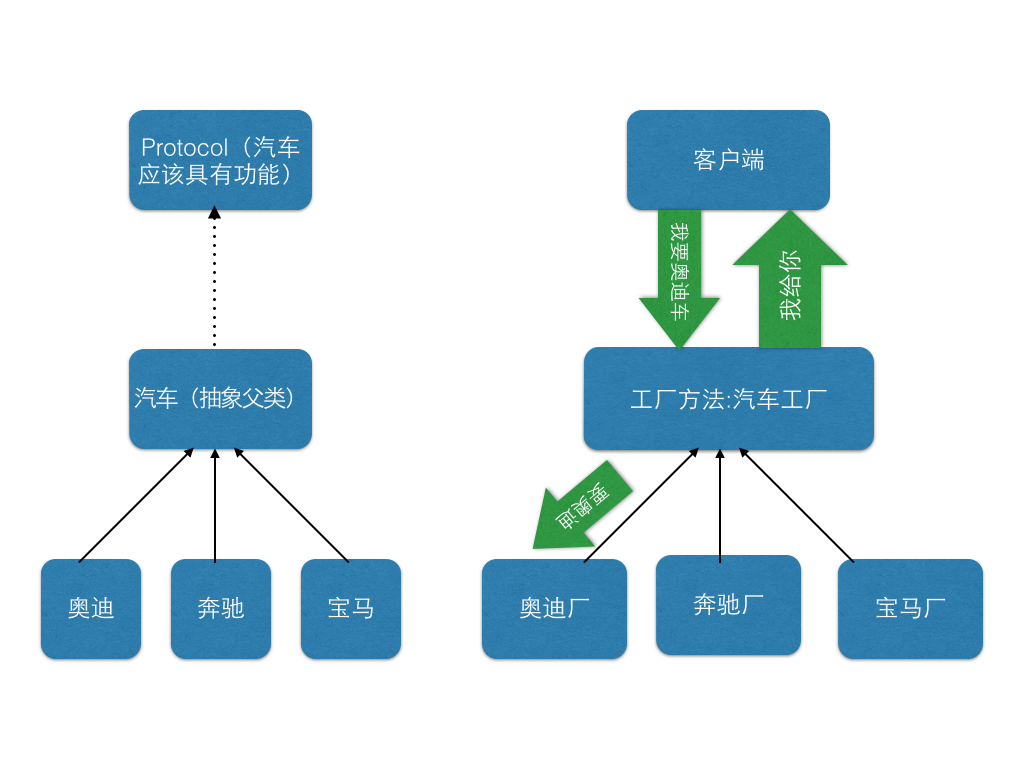 Protocol（汽车
应该具有功能）
汽车（抽象父类）
奥迪
奔驰
宝马
客户端
我要奥迪车
我给你
工厂方法:汽车工厂
要奥迪
奥迪厂
奔驰厂
宝马厂